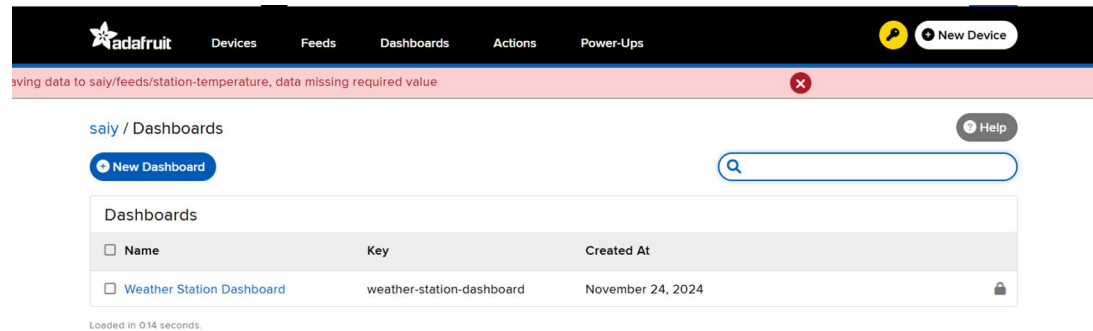 adafruit Devices Feeds Dashboards Actions Power-Ups New Device
aving data to saiy/feeds/station-temperature, data missing required value
saiy / Dashboards
Help
New Dashboard
Dashboards
Name Key Created At
Weather Station Dashboard weather-station-dashboard November 24, 2024
Loaded in 0.14 seconds.